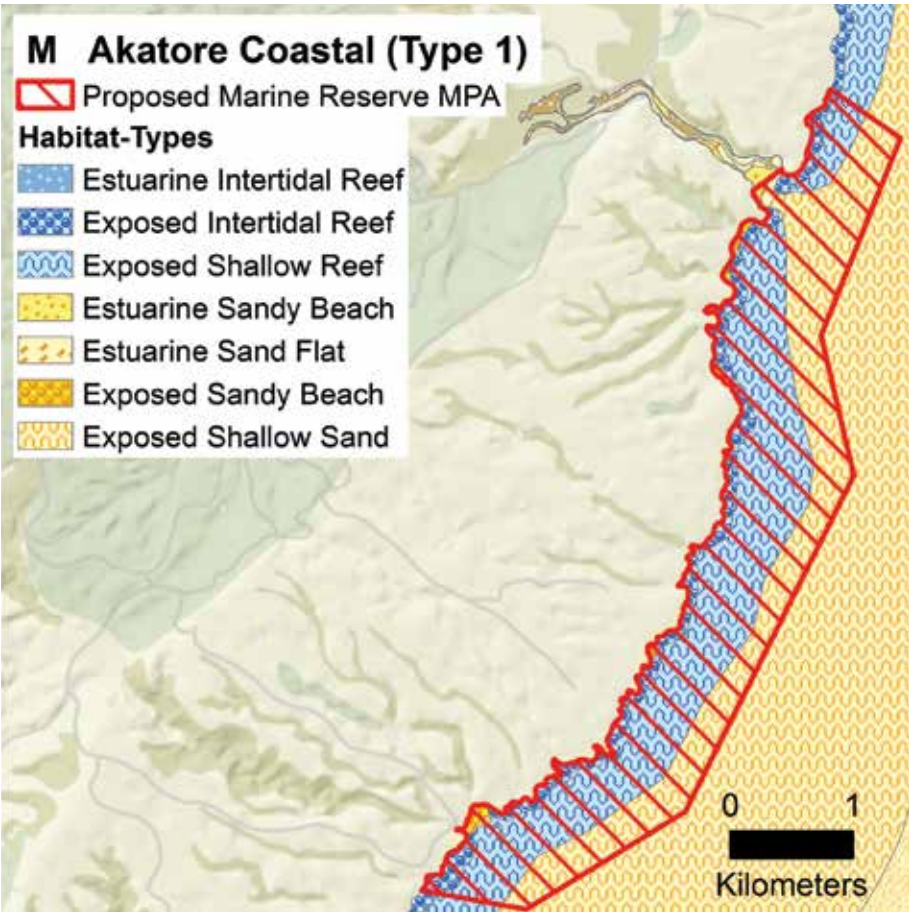 M Akatore Coastal (Type 1)
Proposed Marine Reserve MPA
Habitat-Types
Estuarine Intertidal Reef
Exposed Intertidal Reef
Exposed Shallow Reef
Estuarine Sandy Beach
Estuarine Sand Flat
Exposed Sandy Beach
Exposed Shallow Sand
0 1
Kilometers